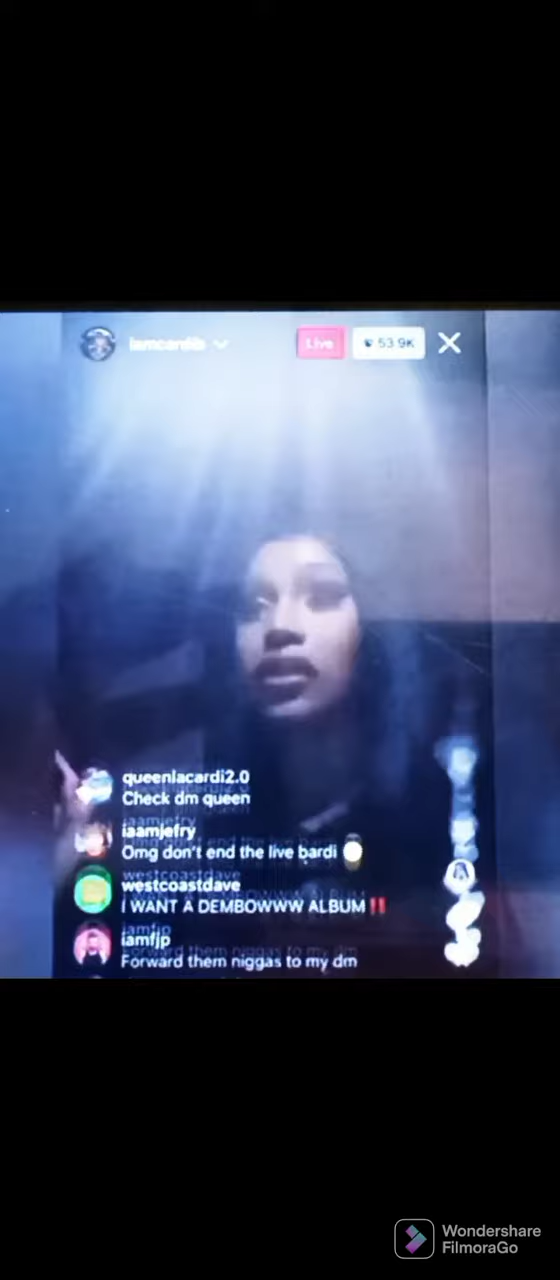 iamcardib
Live
53.9K
queenlacardi2.0
Check dm queen
iaamjefry
Omg don't end the live bardi
westcoastdave
I WANT A DEMBOWWW ALBUM ‼️
iamfjp
Forward them niggas to my dm
Wondershare
FilmoraGo